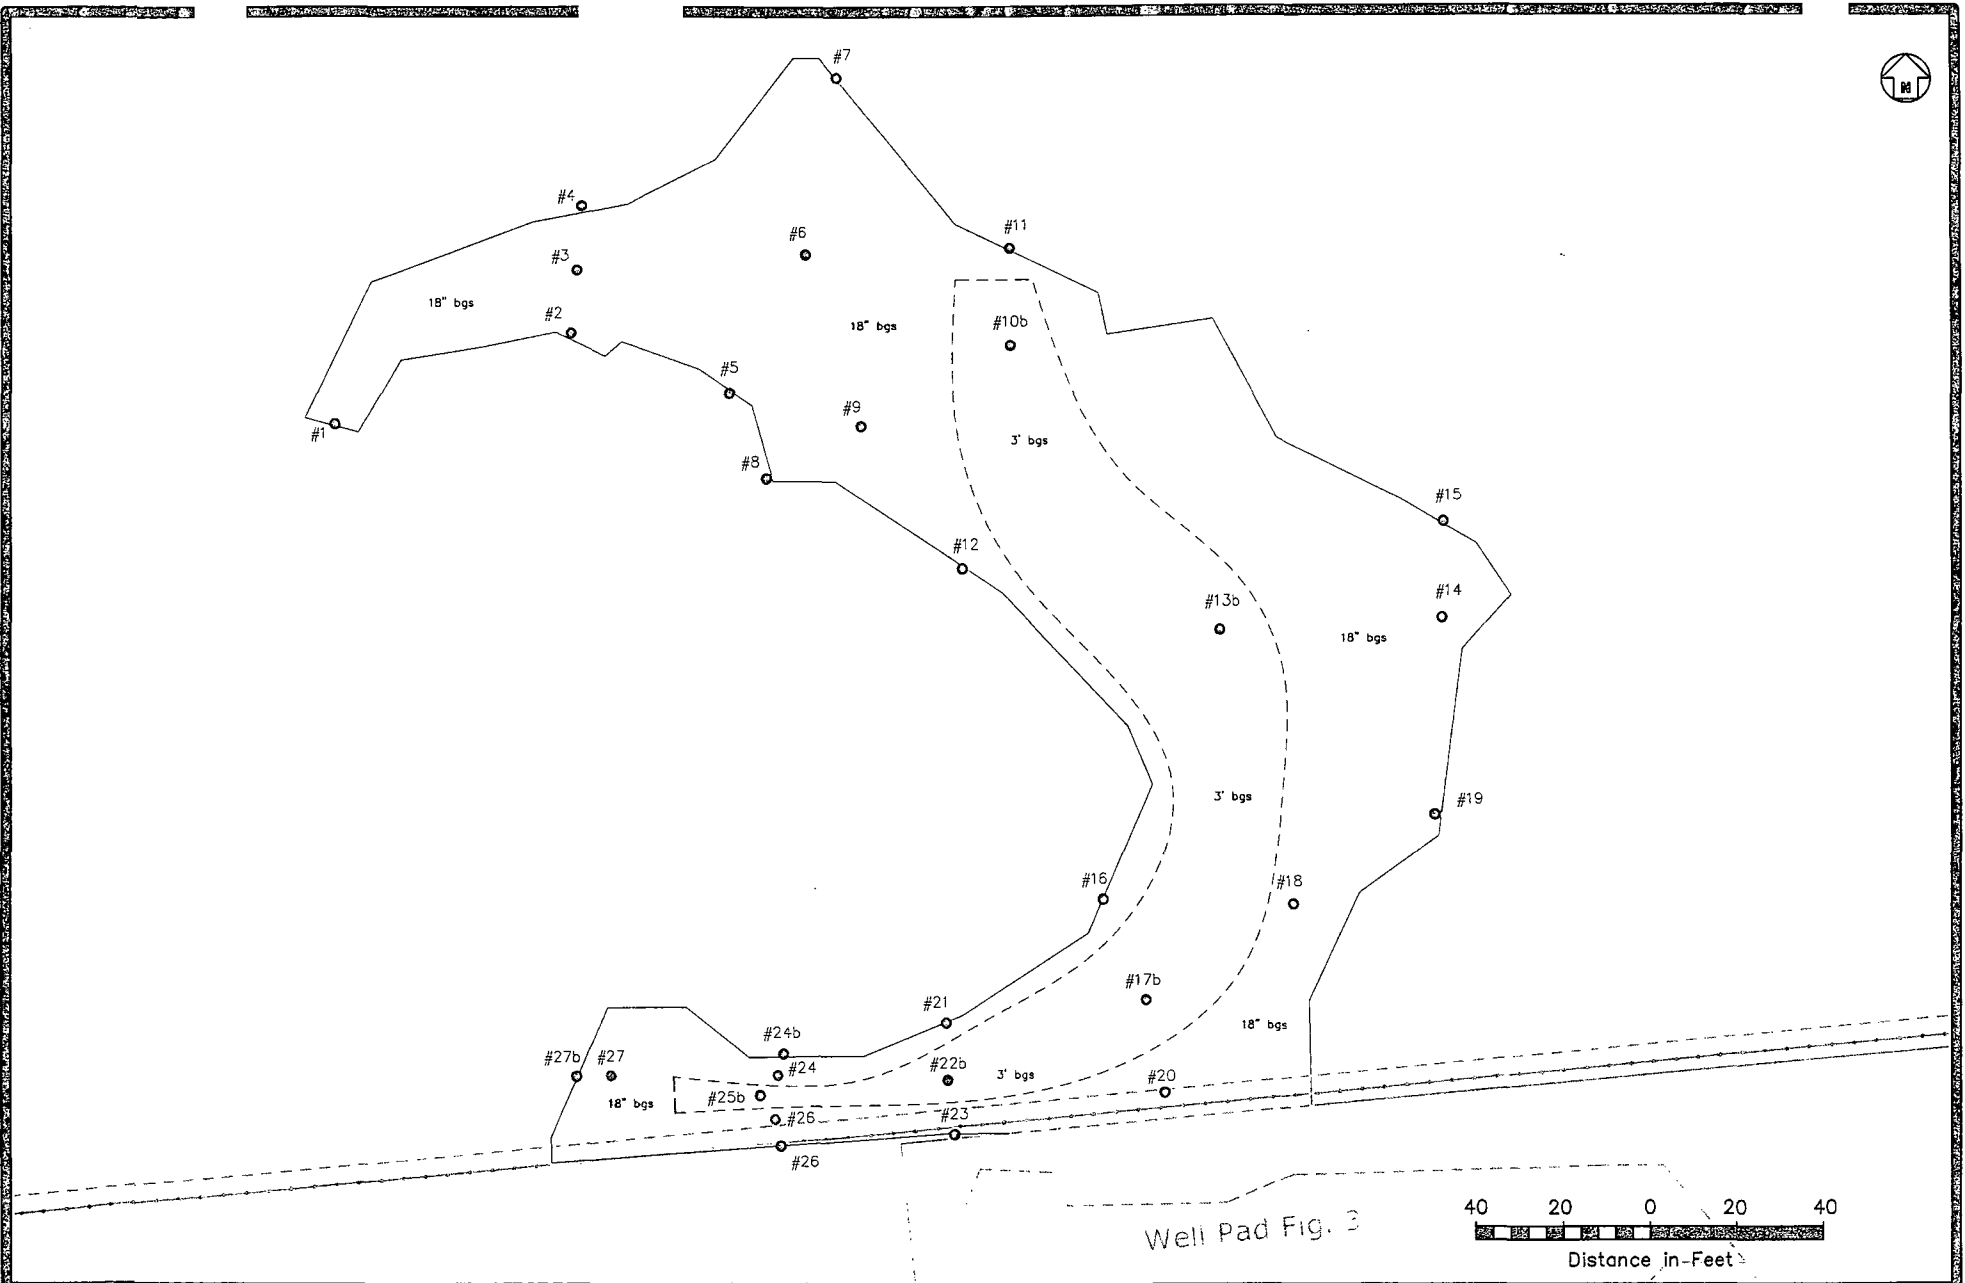 #7
N
#4
#11
#6
#3
18" bgs
#2
18" bgs
#10b
#5
#9
#1
3' bgs
#8
#15
#12
#14
#13b
18" bgs
3' bgs
#19
#16
#18
#17b
#21
18" bgs
#24b
#27b
#27
#24
#22b
3' bgs
#20
#25b
18" bgs
#26
#23
#26
Well Pad Fig. 3
40 20 0 20 40
Distance in-Feet